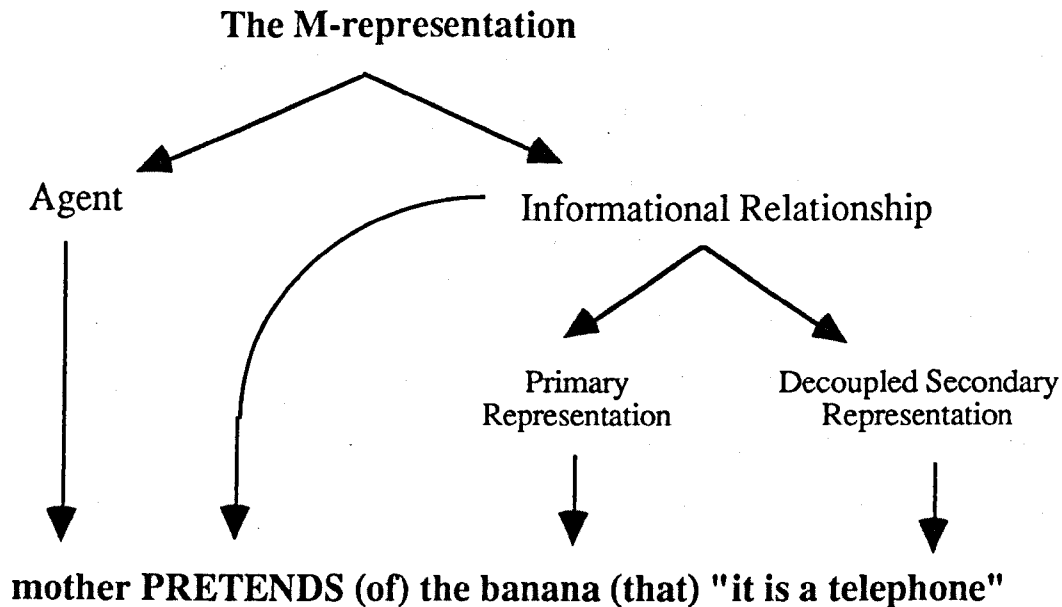 The M-representation
Agent
Informational Relationship
Primary
Representation
Decoupled Secondary
Representation
mother PRETENDS (of) the banana (that) "it is a telephone"